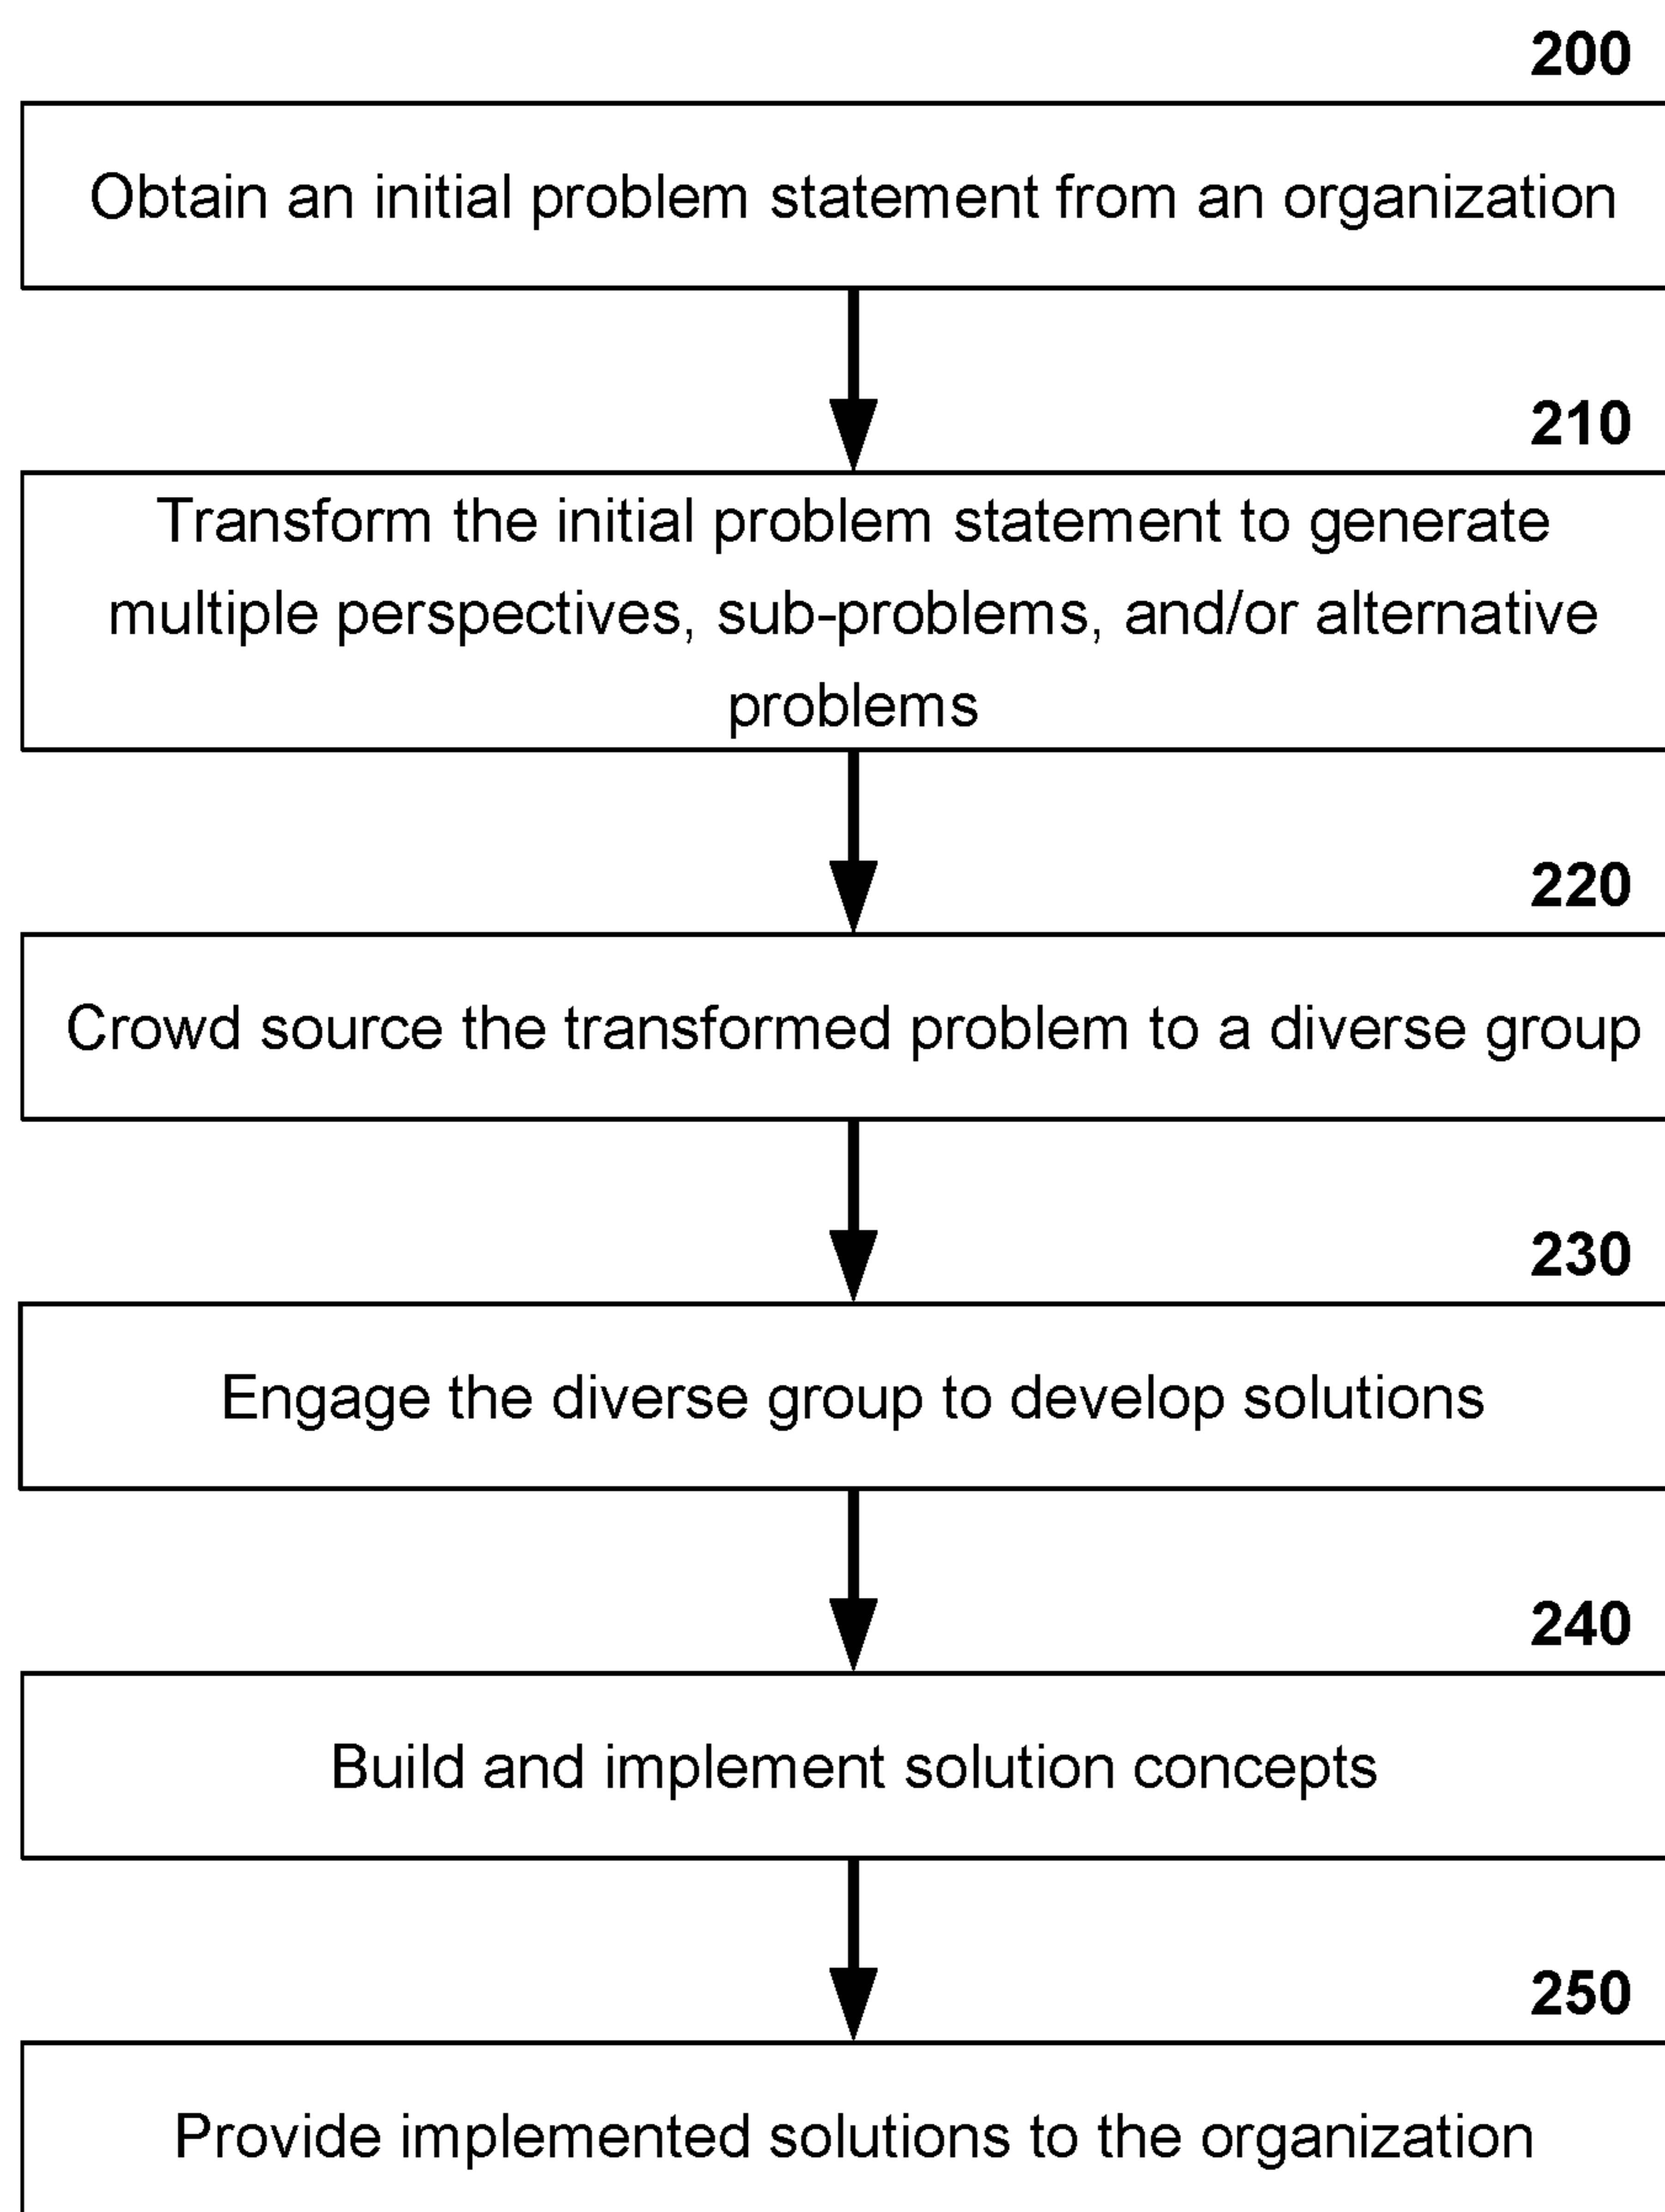 200
Obtain an initial problem statement from an organization
210
Transform the initial problem statement to generate
multiple perspectives, sub-problems, and/or alternative
problems
220
Crowd source the transformed problem to a diverse group
230
Engage the diverse group to develop solutions
240
Build and implement solution concepts
250
Provide implemented solutions to the organization